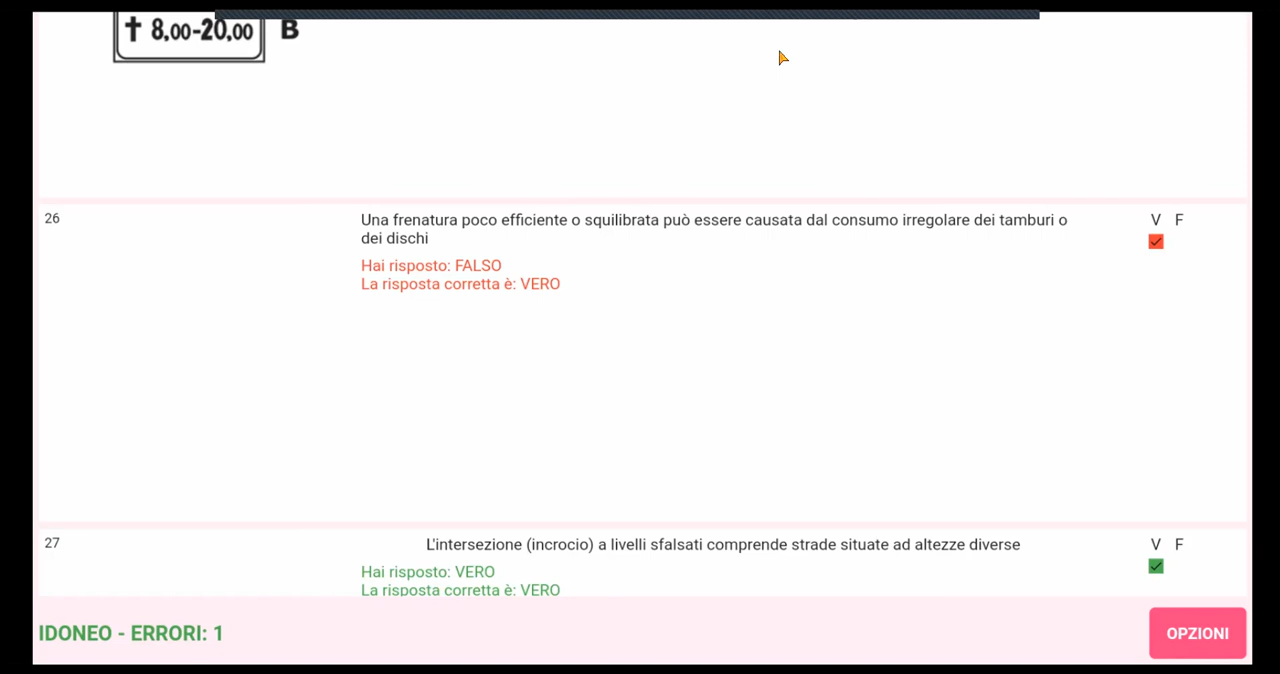 † 8,00-20,00 B
26
Una frenatura poco efficiente o squilibrata può essere causata dal consumo irregolare dei tamburi o
dei dischi
V F
Hai risposto: FALSO
La risposta corretta è: VERO
27
L'intersezione (incrocio) a livelli sfalsati comprende strade situate ad altezze diverse
V F
Hai risposto: VERO
La risposta corretta è: VERO
IDONEO - ERRORI: 1
OPZIONI